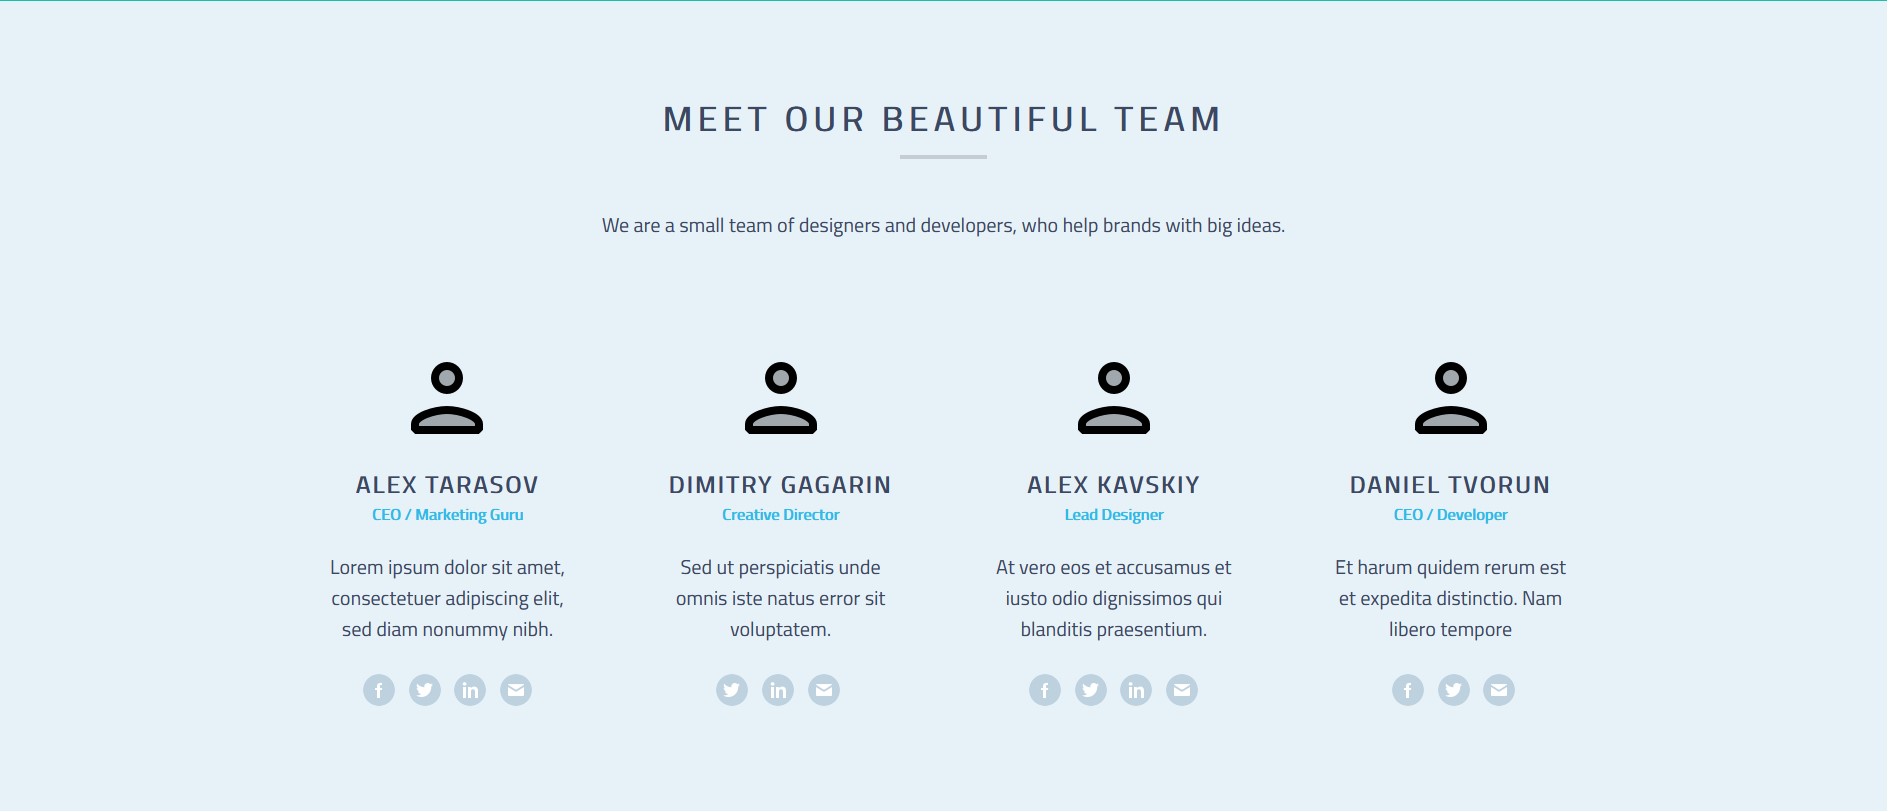 MEET OUR BEAUTIFUL TEAM
We are a small team of designers and developers, who help brands with big ideas.
ALEX TARASOV
CEO / Marketing Guru
Lorem ipsum dolor sit amet,
consectetuer adipiscing elit,
sed diam nonummy nibh.
DIMITRY GAGARIN
Creative Director
Sed ut perspiciatis unde
omnis iste natus error sit
voluptatem.
ALEX KAVSKIY
Lead Designer
At vero eos et accusamus et
iusto odio dignissimos qui
blanditis praesentium.
DANIEL TVORUN
CEO / Developer
Et harum quidem rerum est
et expedita distinctio. Nam
libero tempore